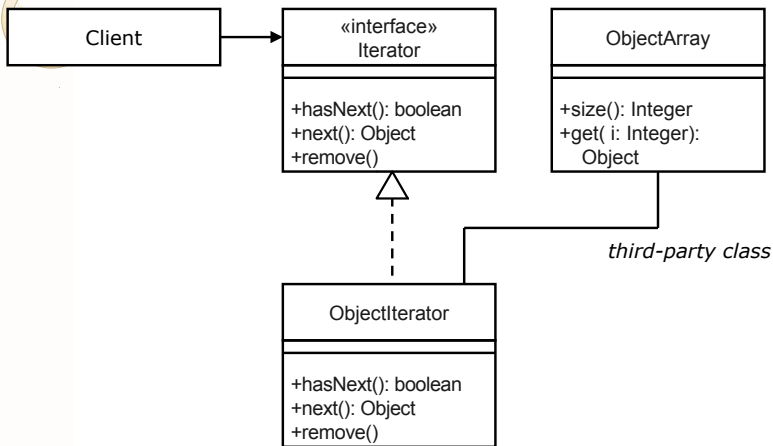 Client
«interface»
Iterator
+hasNext(): boolean
+next(): Object
+remove()
ObjectArray
+size(): Integer
+get( i: Integer):
Object
third-party class
ObjectIterator
+hasNext(): boolean
+next(): Object
+remove()